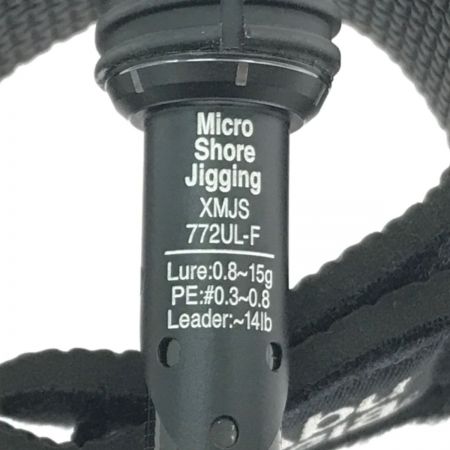 Micro
Shore
Jigging
XMJS
772UL-F
Lure:0.8~15g
PE:#0.3~0.8
Leader:~14lb